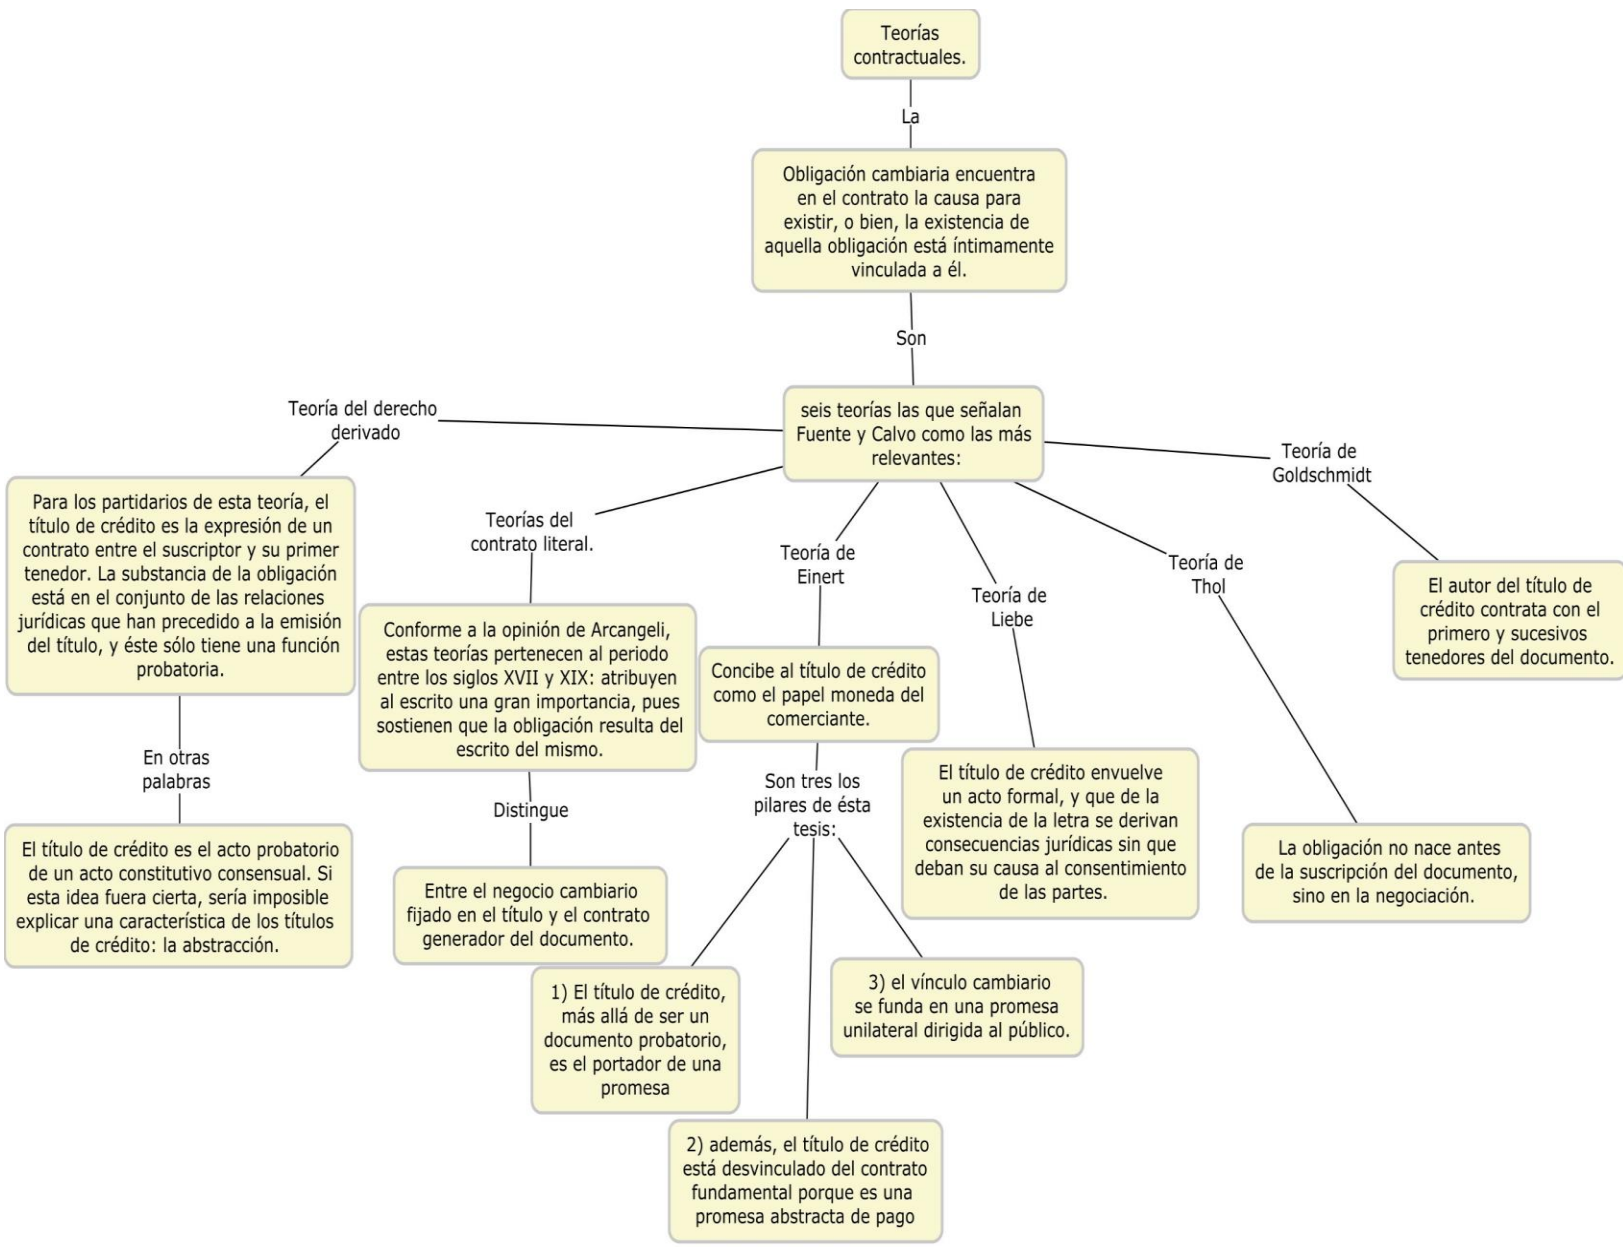 Teorías
contractuales.
La
Obligación cambiaria encuentra
en el contrato la causa para
existir, o bien, la existencia de
aquella obligación está íntimamente
vinculada a él.
Son
seis teorías las que señalan
Fuente y Calvo como las más
relevantes:
Teoría del derecho
derivado
Para los partidarios de esta teoría, el
título de crédito es la expresión de un
contrato entre el suscriptor y su primer
tenedor. La substancia de la obligación
está en el conjunto de las relaciones
jurídicas que han precedido a la emisión
del título, y éste sólo tiene una función
probatoria.
En otras
palabras
El título de crédito es el acto probatorio
de un acto constitutivo consensual. Si
esta idea fuera cierta, sería imposible
explicar una característica de los títulos
de crédito: la abstracción.
Teorías del
contrato literal.
Conforme a la opinión de Arcangeli,
estas teorías pertenecen al periodo
entre los siglos XVII y XIX: atribuyen
al escrito una gran importancia, pues
sostienen que la obligación resulta del
escrito del mismo.
Distingue
Entre el negocio cambiario
fijado en el título y el contrato
generador del documento.
Teoría de
Einert
Concibe al título de crédito
como el papel moneda del
comerciante.
Son tres los
pilares de ésta
tesis:
1) El título de crédito,
más allá de ser un
documento probatorio,
es el portador de una
promesa
2) además, el título de crédito
está desvinculado del contrato
fundamental porque es una
promesa abstracta de pago
3) el vínculo cambiario
se funda en una promesa
unilateral dirigida al público.
Teoría de
Liebe
El título de crédito envuelve
un acto formal, y que de la
existencia de la letra se derivan
consecuencias jurídicas sin que
deban su causa al consentimiento
de las partes.
Teoría de
Thol
La obligación no nace antes
de la suscripción del documento,
sino en la negociación.
Teoría de
Goldschmidt
El autor del título de
crédito contrata con el
primero y sucesivos
tenedores del documento.